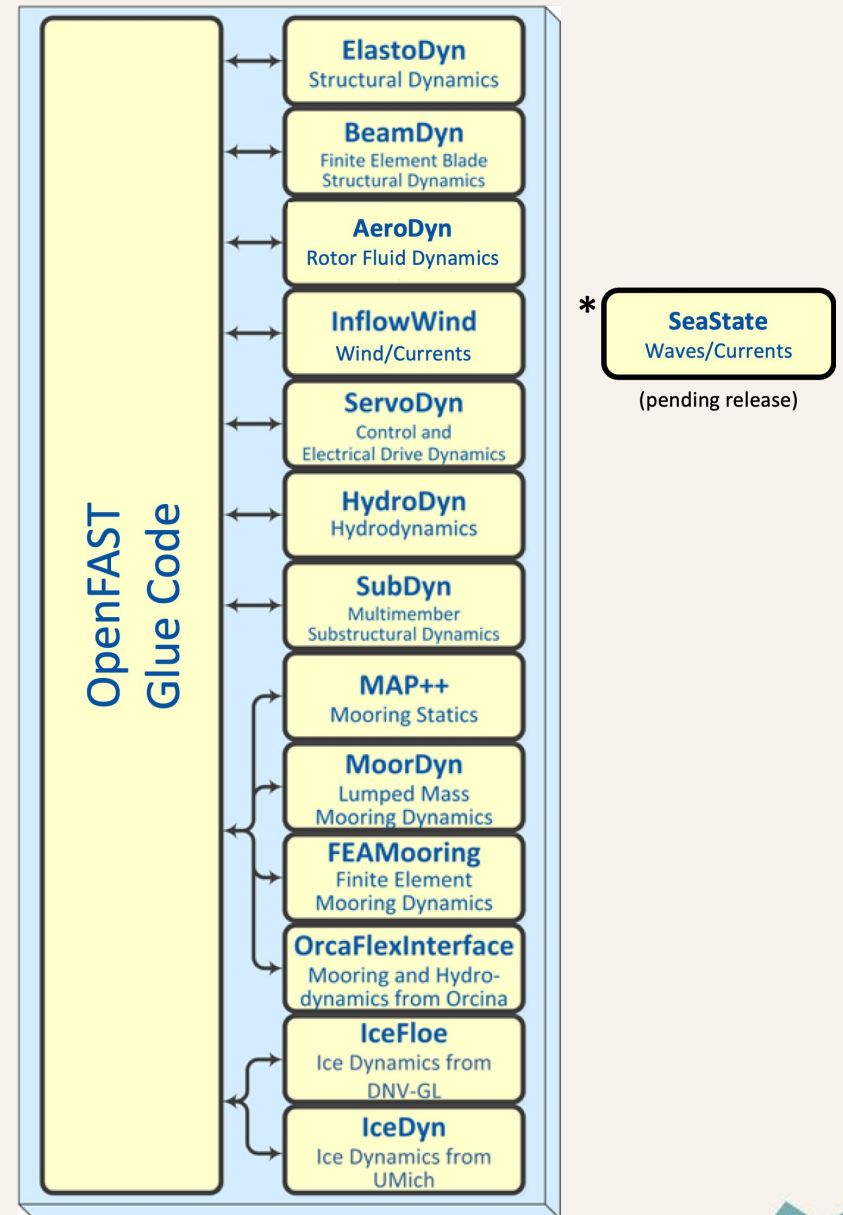 OpenFAST
Glue Code
ElastoDyn
Structural Dynamics
BeamDyn
Finite Element Blade
Structural Dynamics
AeroDyn
Rotor Fluid Dynamics
InflowWind
Wind/Currents
ServoDyn
Control and
Electrical Drive Dynamics
HydroDyn
Hydrodynamics
SubDyn
Multimember
Substructural Dynamics
MAP++
Mooring Statics
MoorDyn
Lumped Mass
Mooring Dynamics
FEAMooring
Finite Element
Mooring Dynamics
OrcaFlexInterface
Mooring and Hydro-
dynamics from Orcina
IceFloe
Ice Dynamics from
DNV-GL
IceDyn
Ice Dynamics from
UMich
*
SeaState
Waves/Currents
(pending release)